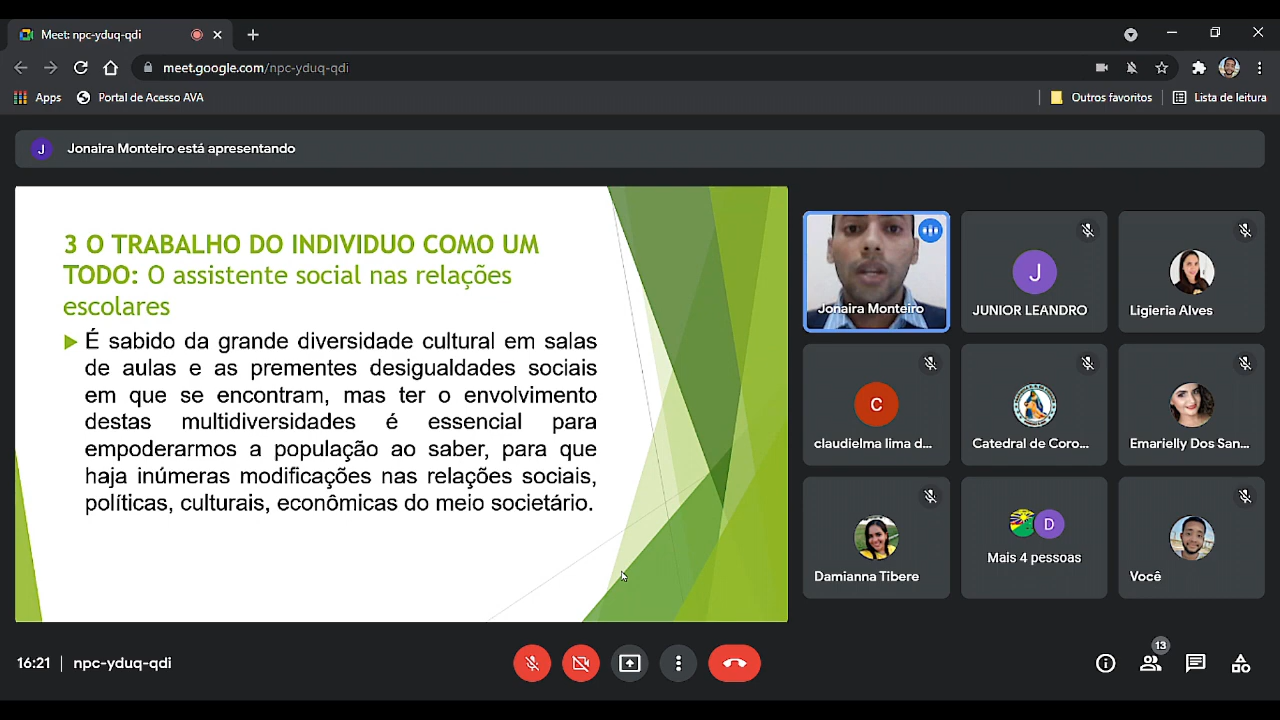 Meet: npc-yduq-qdi
meet.google.com/npc-yduq-qdi
Apps
Portal de Acesso AVA
Outros favoritos
Lista de leitura
J
Jonaira Monteiro está apresentando
3 O TRABALHO DO INDIVIDUO COMO UM
TODO: O assistente social nas relações
escolares
É sabido da grande diversidade cultural em salas
de aulas e as prementes desigualdades sociais
em que se encontram, mas ter o envolvimento
destas multidiversidades é essencial para
empoderarmos a população ao saber, para que
haja inúmeras modificações nas relações sociais,
políticas, culturais, econômicas do meio societário.
Jonaira Monteiro
J
JUNIOR LEANDRO
Ligieria Alves
C
claudielma lima d...
Catedral de Coro...
Emarielly Dos San...
Damianna Tibere
D
Mais 4 pessoas
Você
16:21 | npc-yduq-qdi
13